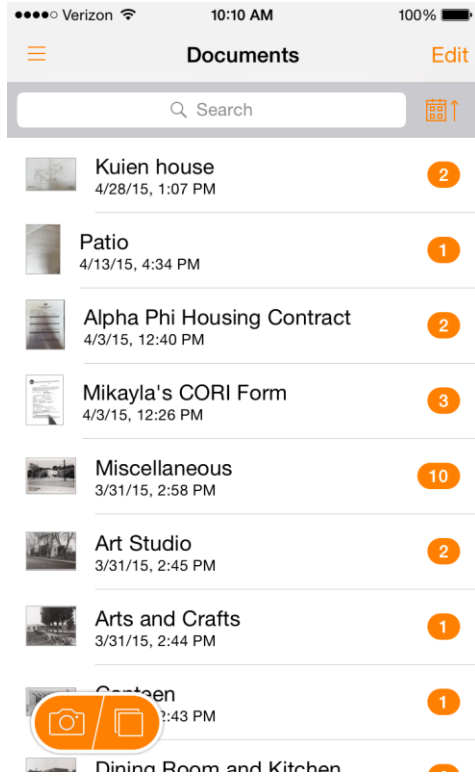 Verizon 10:10 AM 100%
Documents Edit
Search
Kuien house
4/28/15, 1:07 PM
2
Patio
4/13/15, 4:34 PM
1
Alpha Phi Housing Contract
4/3/15, 12:40 PM
2
Mikayla's CORI Form
4/3/15, 12:26 PM
3
Miscellaneous
3/31/15, 2:58 PM
10
Art Studio
3/31/15, 2:45 PM
2
Arts and Crafts
3/31/15, 2:44 PM
1
Canteen
2:43 PM
1
Dining Room and Kitchen